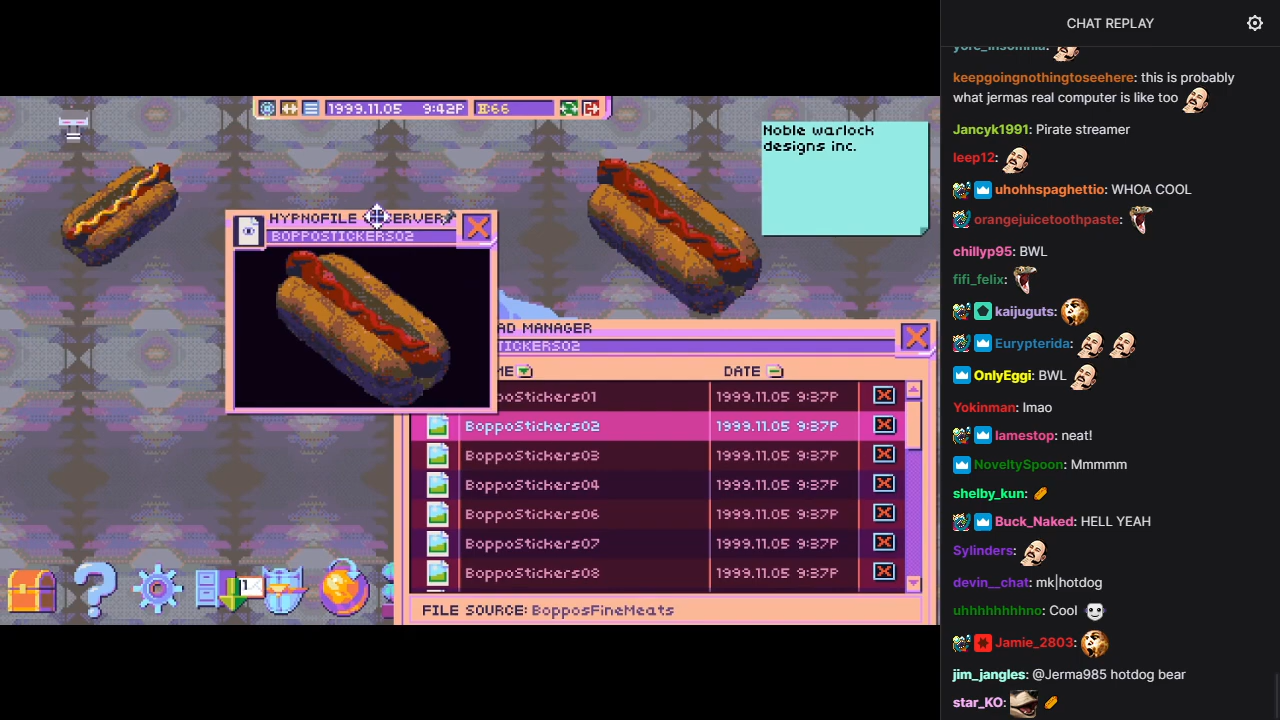 1999.11.05 9:42P
66
Noble warlock
designs inc.
HYPNOFILE
BOPPOSTICKERS02
AD MANAGER
TICKERS02
ME
DATE
ppoStickers01 1999.11.05 9:37P
BoppoStickers02 1999.11.05 9:37P
BoppoStickers03 1999.11.05 9:37P
BoppoStickers04 1999.11.05 9:37P
BoppoStickers06 1999.11.05 9:37P
BoppoStickers07 1999.11.05 9:37P
BoppoStickers08 1999.11.05 9:37P
FILE SOURCE: BopposFineMeats
1
CHAT REPLAY
yore_insomnia:
keepgoingnothingtoseehere: this is probably
what jermas real computer is like too
Jancyk1991: Pirate streamer
leep12:
uhohhspaghettio: WHOA COOL
orangejuicetoothpaste:
chillyp95: BWL
fifi_felix:
kaijuguts:
Eurypterida:
OnlyEggi: BWL
Yokinman: lmao
lamestop: neat!
NoveltySpoon: Mmmmm
shelby_kun:
Buck_Naked: HELL YEAH
Sylinders:
devin__chat: mk|hotdog
uhhhhhhhno: Cool
Jamie_2803:
jim_jangles: @Jerma985 hotdog bear
star_KO: